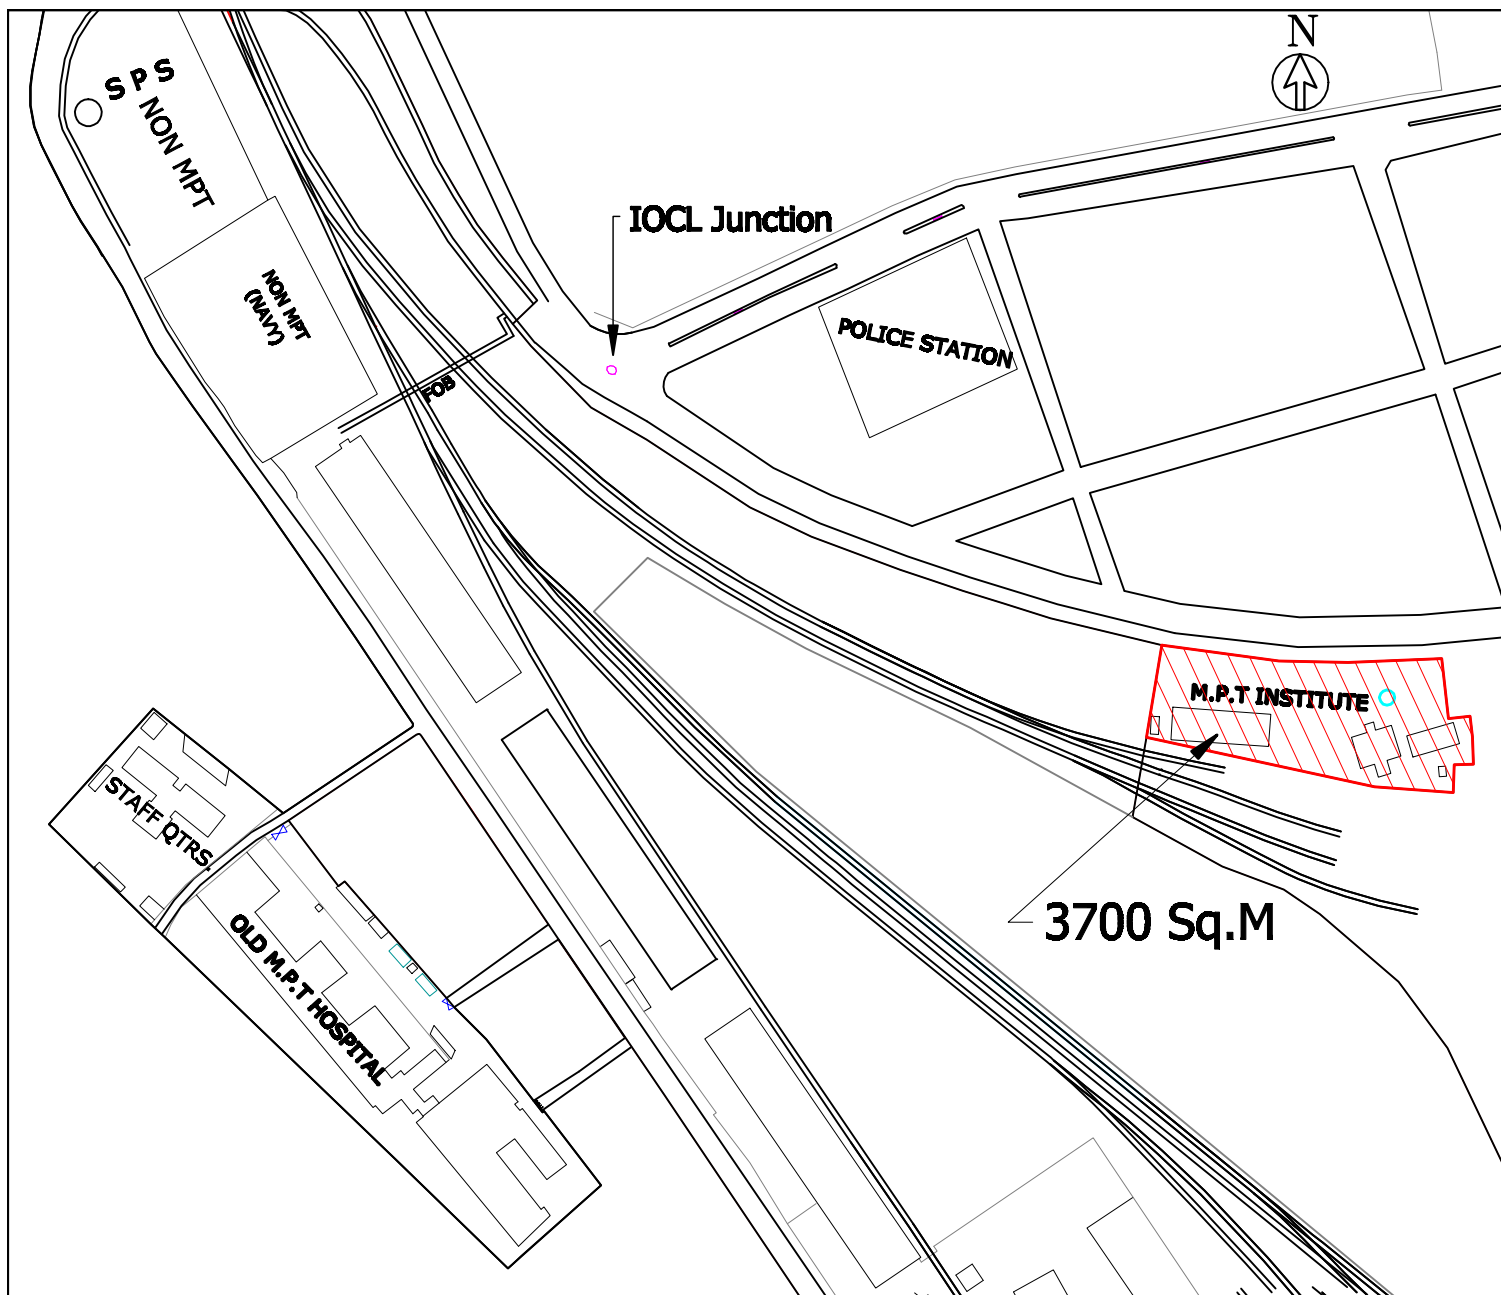 N
S P S
NON MPT
IOCL Junction
NON MPT
(NAVY)
POLICE STATION
FOB
M.P.T INSTITUTE
STAFF QTRS.
3700 Sq.M
OLD M.P.T HOSPITAL